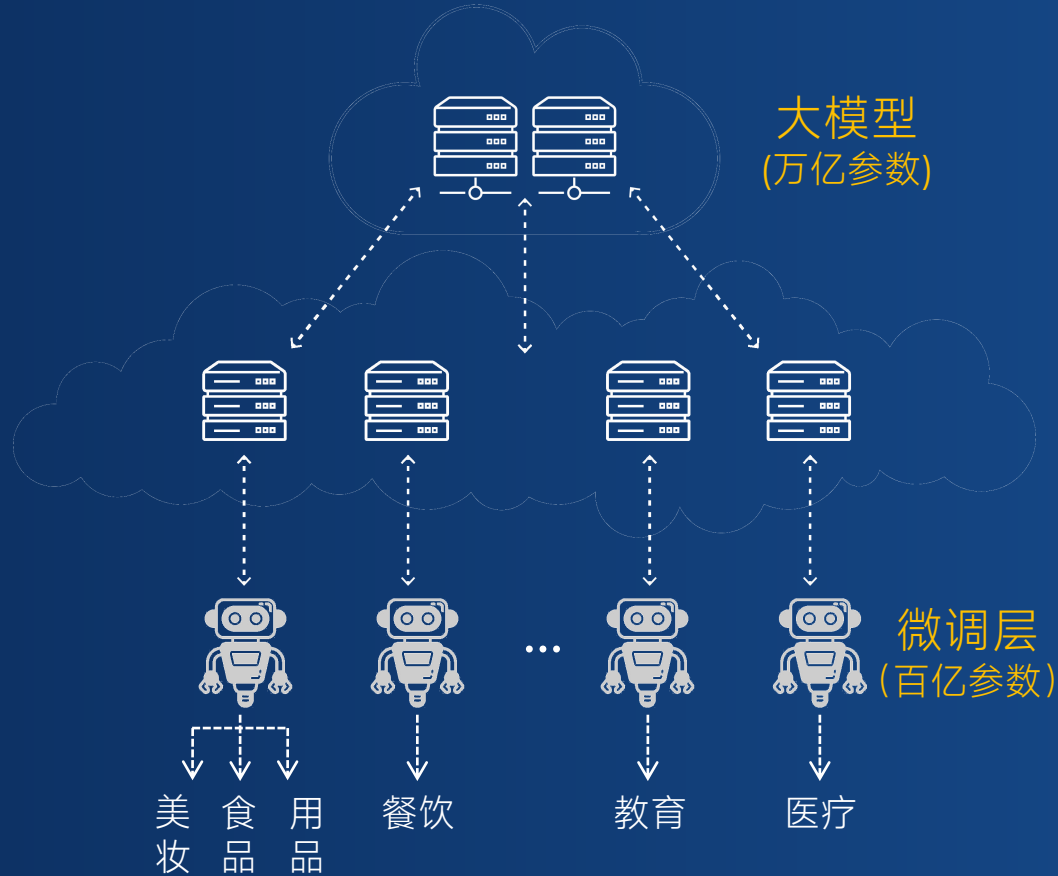 大模型
(万亿参数)
微调层
(百亿参数)
...
美妆
食品
用品
餐饮
教育
医疗